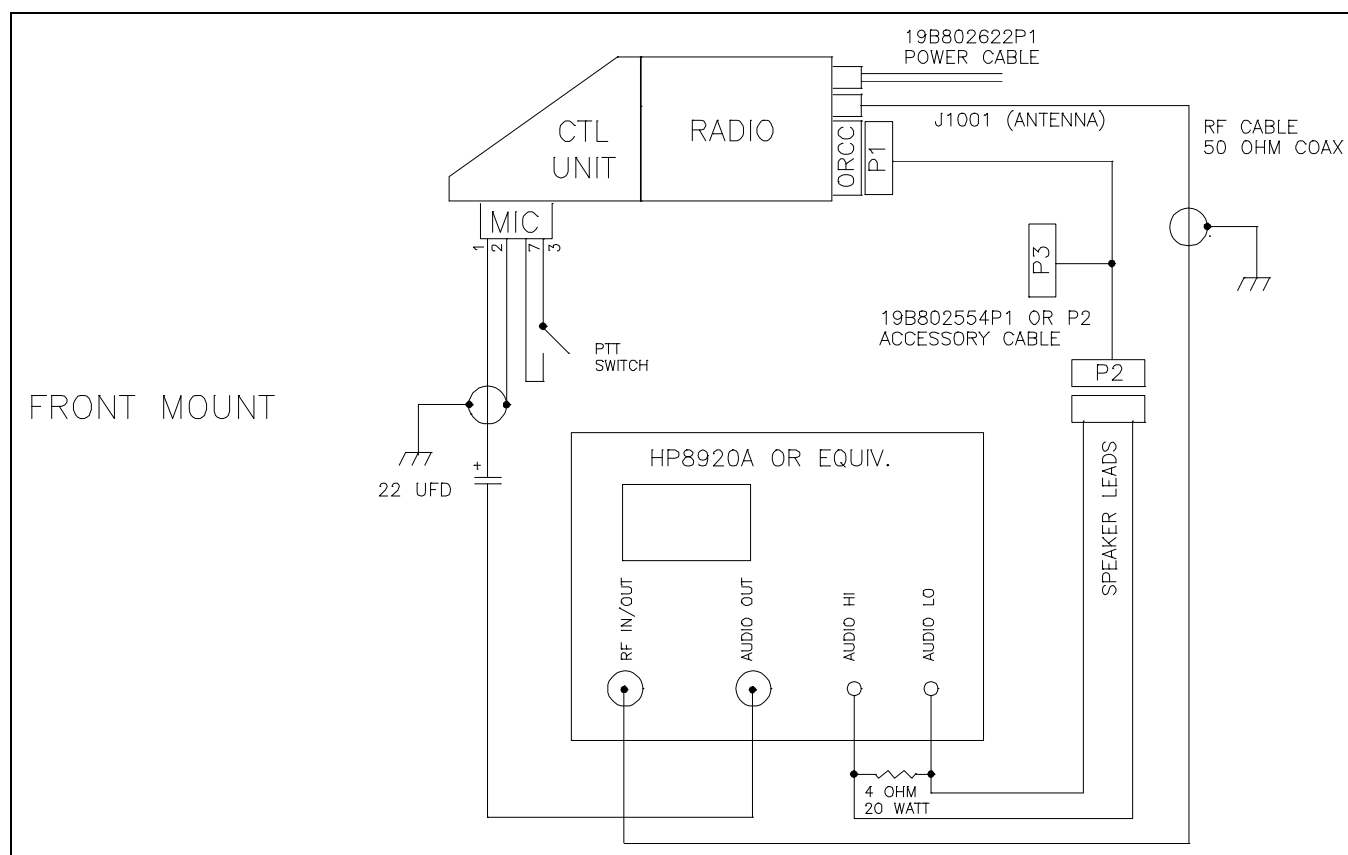 19B802622P1
POWER CABLE
CTL
UNIT
RADIO
ORCC
P1
J1001 (ANTENNA)
RF CABLE
50 OHM COAX
MIC
1
2
7
3
P3
19B802554P1 OR P2
ACCESSORY CABLE
PTT
SWITCH
P2
FRONT MOUNT
+
22 UFD
HP8920A OR EQUIV.
SPEAKER LEADS
RF IN/OUT
AUDIO OUT
AUDIO HI
AUDIO LO
4 OHM
20 WATT